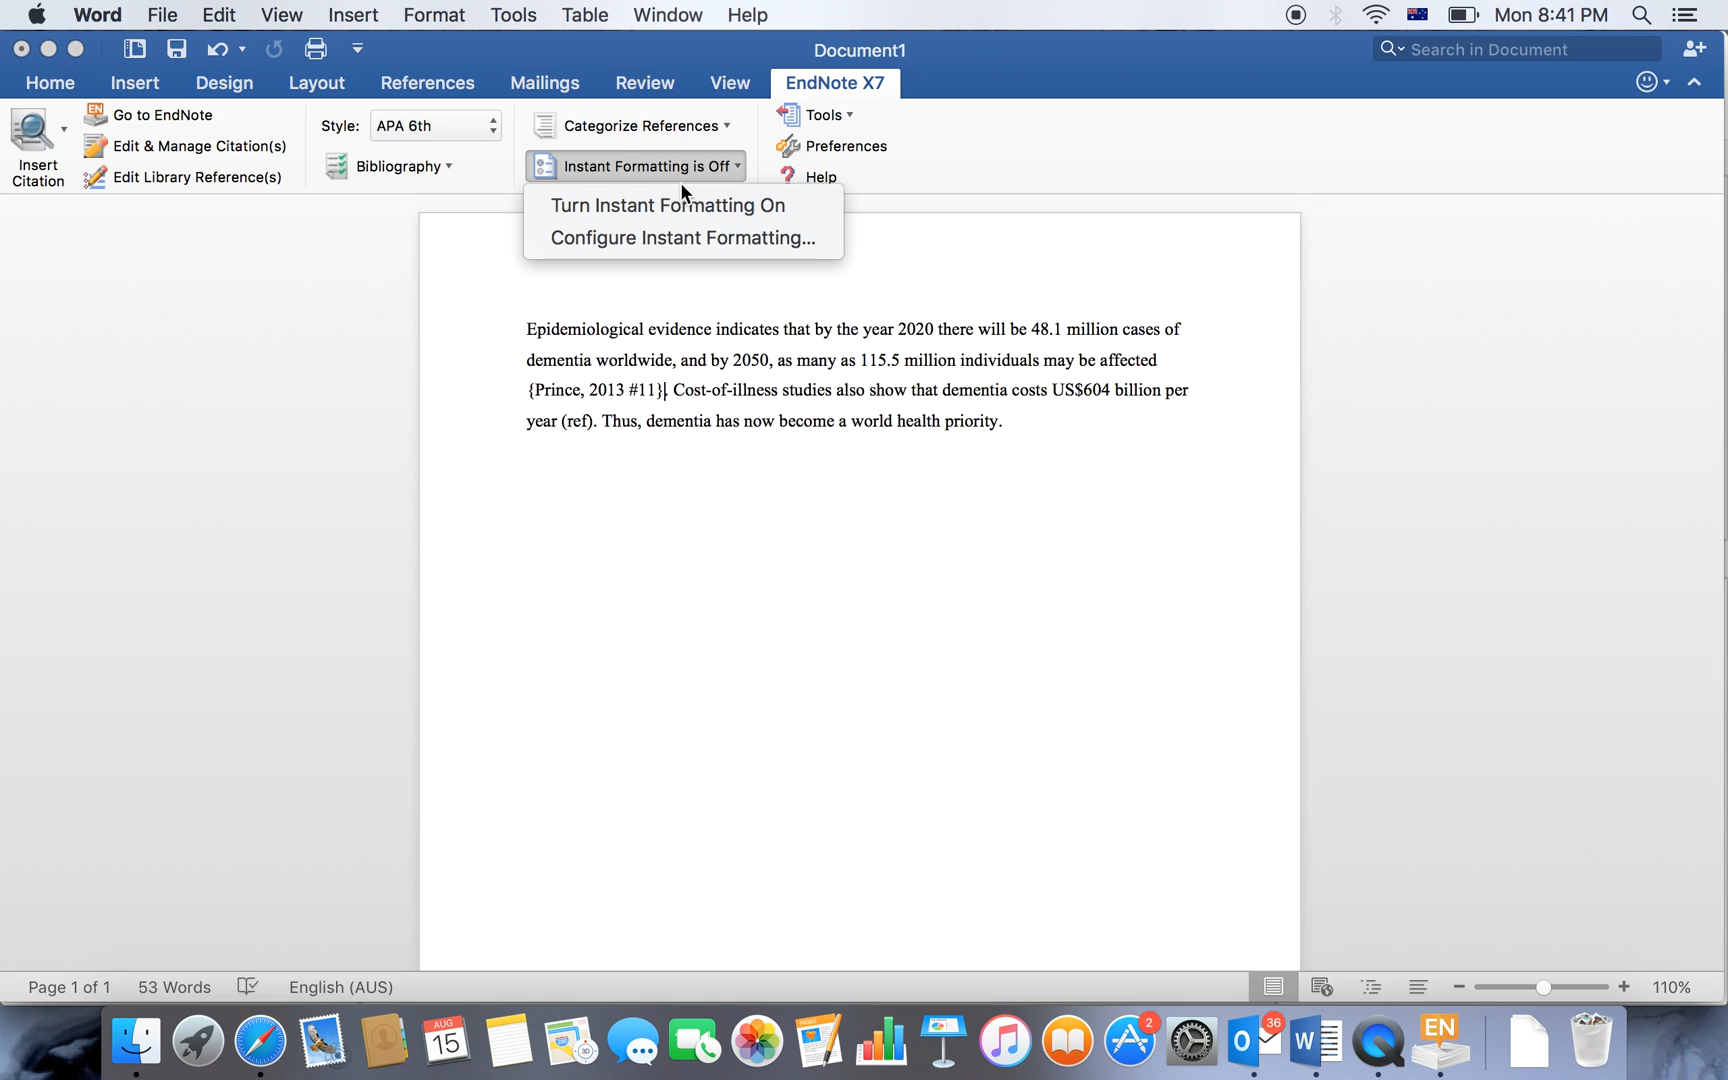 Word File Edit View Insert Format Tools Table Window Help Mon 8:41 PM
Document1
Search in Document
Home Insert Design Layout References Mailings Review View EndNote X7
Insert Citation
Go to EndNote
Edit & Manage Citation(s)
Edit Library Reference(s)
Style: APA 6th
Bibliography
Categorize References
Instant Formatting is Off
Tools
Preferences
Help
Turn Instant Formatting On
Configure Instant Formatting...
Epidemiological evidence indicates that by the year 2020 there will be 48.1 million cases of
dementia worldwide, and by 2050, as many as 115.5 million individuals may be affected
{Prince, 2013 #11}. Cost-of-illness studies also show that dementia costs US$604 billion per
year (ref). Thus, dementia has now become a world health priority.
Page 1 of 1 53 Words English (AUS) 110%
AUG
15
3D
2
36
EN